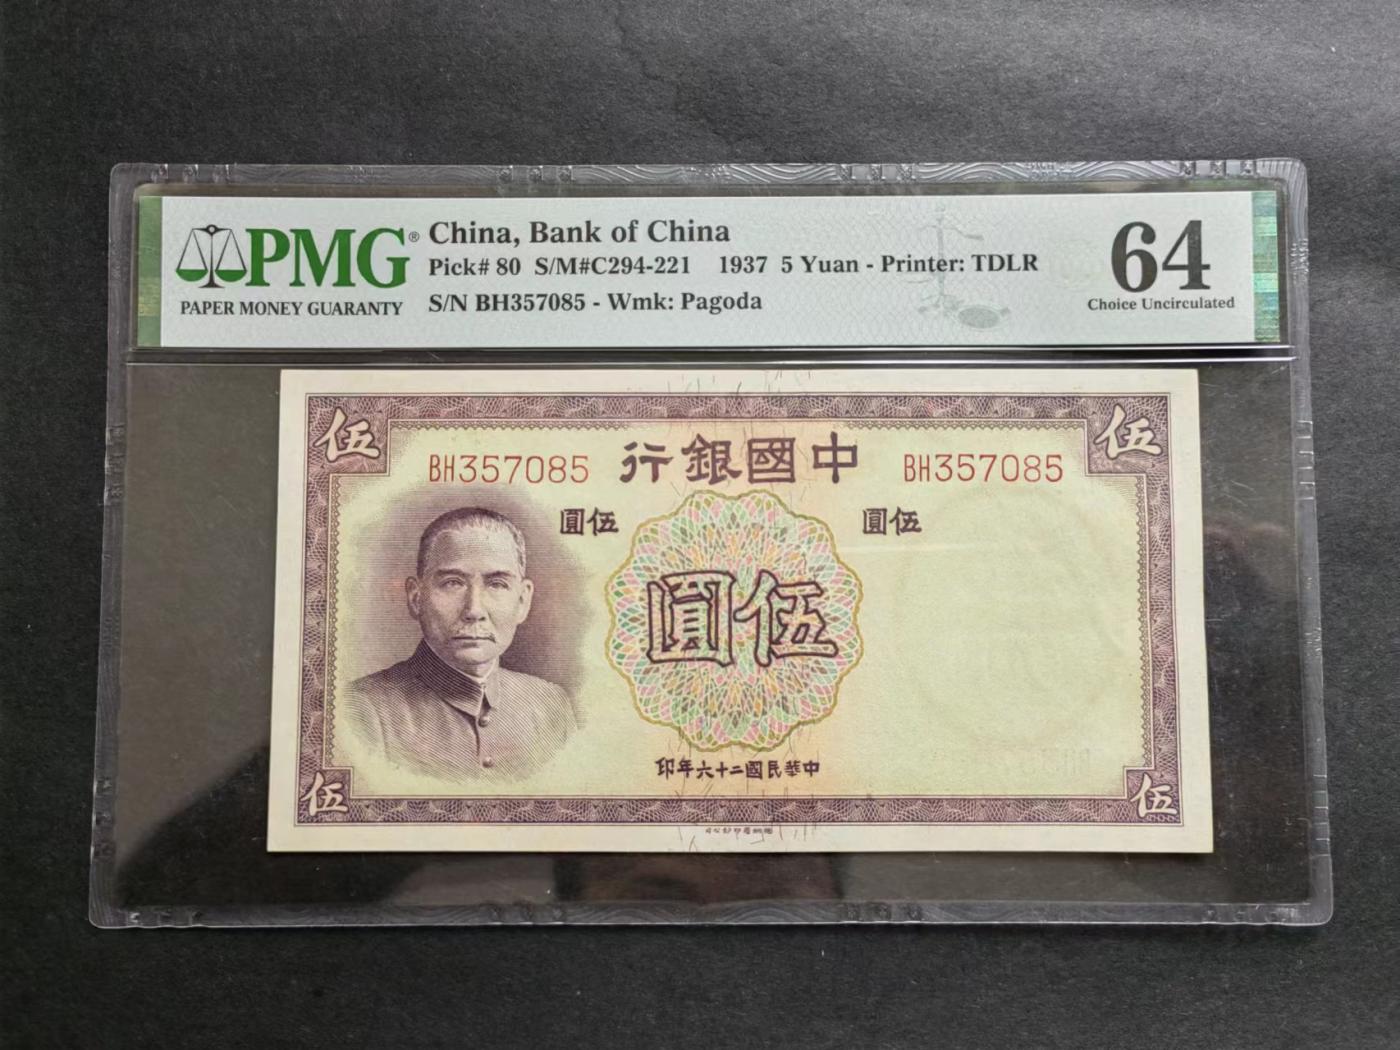 PMG® China, Bank of China
Pick# 80 S/M#C294-221 1937 5 Yuan - Printer: TDLR
PAPER MONEY GUARANTY S/N BH357085 - Wmk: Pagoda
64
Choice Uncirculated
伍 伍
中國銀行
BH357085 BH357085
伍圓 伍圓
伍圓
中華民國二十六年印
伍 伍